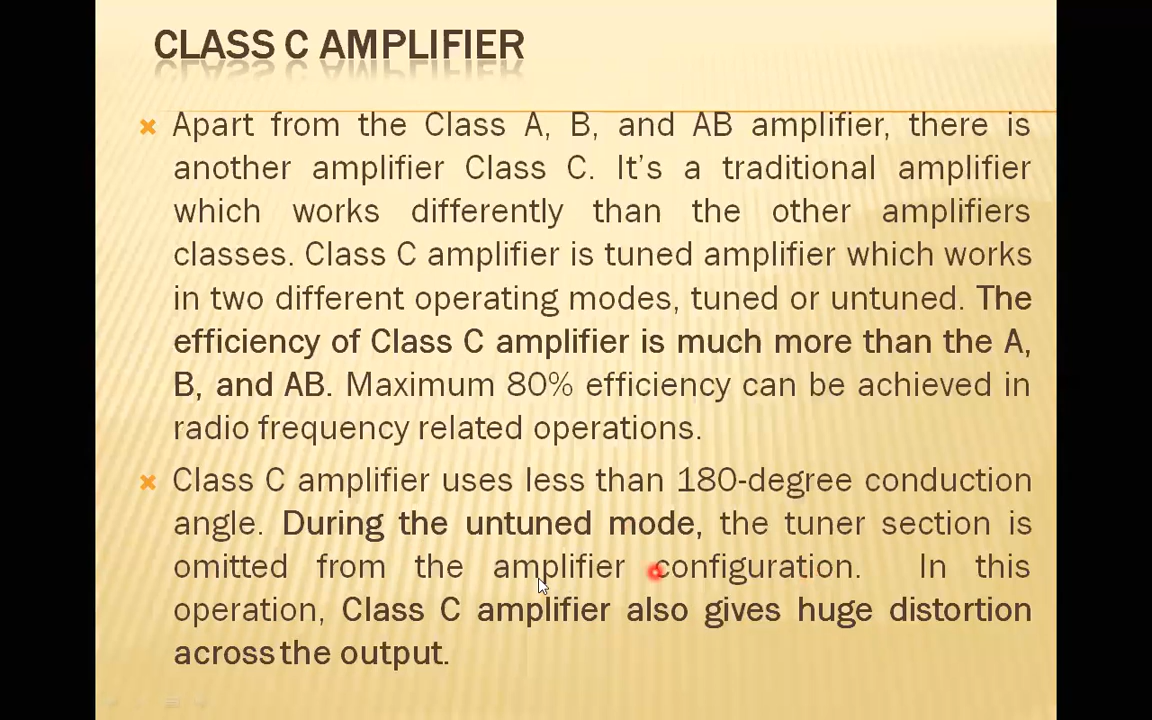 CLASS C AMPLIFIER
Apart from the Class A, B, and AB amplifier, there is
another amplifier Class C. It’s a traditional amplifier
which works differently than the other amplifiers
classes. Class C amplifier is tuned amplifier which works
in two different operating modes, tuned or untuned. The
efficiency of Class C amplifier is much more than the A,
B, and AB. Maximum 80% efficiency can be achieved in
radio frequency related operations.
Class C amplifier uses less than 180-degree conduction
angle. During the untuned mode, the tuner section is
omitted from the amplifier configuration. In this
operation, Class C amplifier also gives huge distortion
across the output.